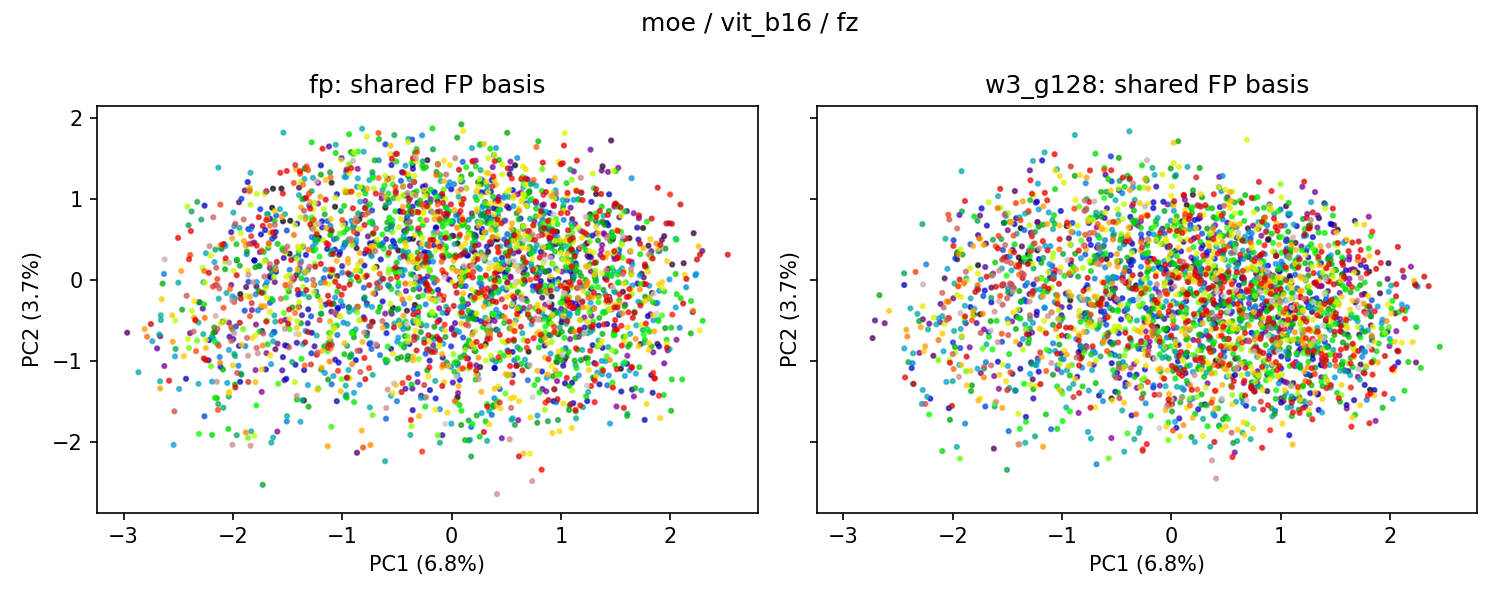 moe / vit_b16 / fz
fp: shared FP basis
w3_g128: shared FP basis
2
1
0
−1
−2
PC2 (3.7%)
−3
−2
−1
0
1
2
PC1 (6.8%)
PC2 (3.7%)
−3
−2
−1
0
1
2
PC1 (6.8%)